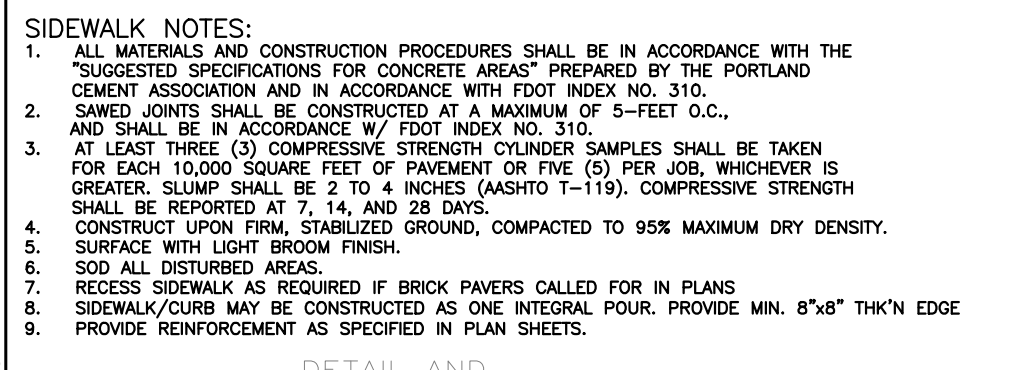 SIDEWALK NOTES:
1. ALL MATERIALS AND CONSTRUCTION PROCEDURES SHALL BE IN ACCORDANCE WITH THE
"SUGGESTED SPECIFICATIONS FOR CONCRETE AREAS" PREPARED BY THE PORTLAND
CEMENT ASSOCIATION AND IN ACCORDANCE WITH FDOT INDEX NO. 310.
2. SAWED JOINTS SHALL BE CONSTRUCTED AT A MAXIMUM OF 5-FEET O.C.,
AND SHALL BE IN ACCORDANCE W/ FDOT INDEX NO. 310.
3. AT LEAST THREE (3) COMPRESSIVE STRENGTH CYLINDER SAMPLES SHALL BE TAKEN
FOR EACH 10,000 SQUARE FEET OF PAVEMENT OR FIVE (5) PER JOB, WHICHEVER IS
GREATER. SLUMP SHALL BE 2 TO 4 INCHES (AASHTO T-119). COMPRESSIVE STRENGTH
SHALL BE REPORTED AT 7, 14, AND 28 DAYS.
4. CONSTRUCT UPON FIRM, STABILIZED GROUND, COMPACTED TO 95% MAXIMUM DRY DENSITY.
5. SURFACE WITH LIGHT BROOM FINISH.
6. SOD ALL DISTURBED AREAS.
7. RECESS SIDEWALK AS REQUIRED IF BRICK PAVERS CALLED FOR IN PLANS
8. SIDEWALK/CURB MAY BE CONSTRUCTED AS ONE INTEGRAL POUR. PROVIDE MIN. 8"x8" THK'N EDGE
9. PROVIDE REINFORCEMENT AS SPECIFIED IN PLAN SHEETS.
DETAIL AND